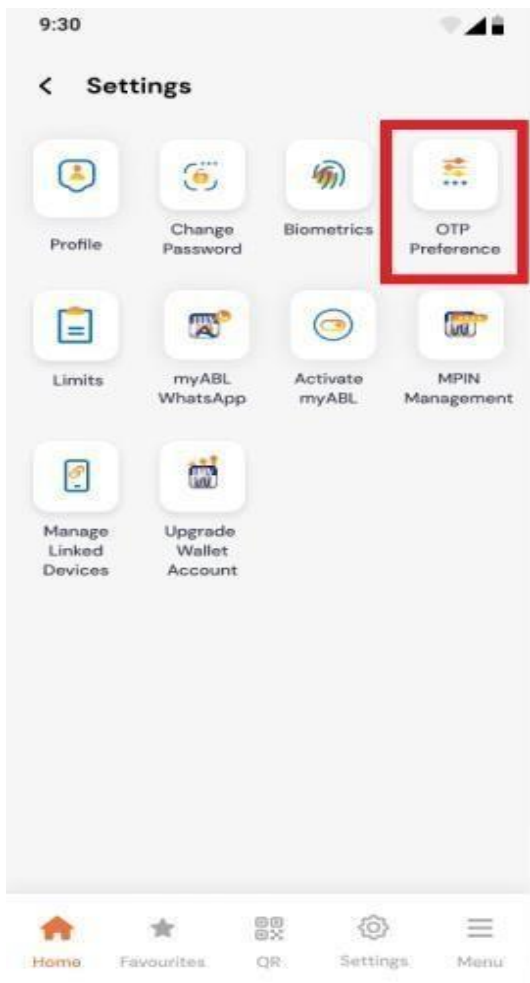 9:30
Settings
Profile
Change
Password
Biometrics
OTP
Preference
Limits
myABL
WhatsApp
Activate
myABL
MPIN
Management
Manage
Linked
Devices
Upgrade
Wallet
Account
Home
Favourites
QR
Settings
Menu